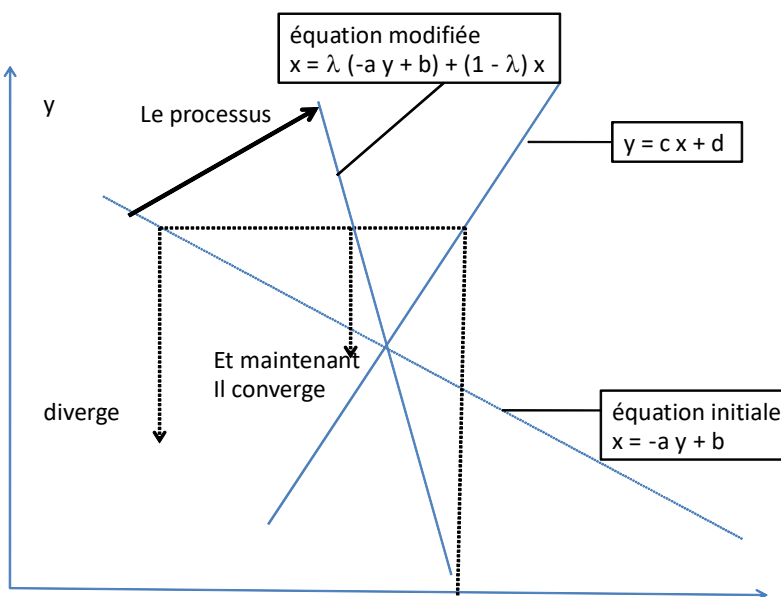 équation modifiée
x = λ (-a y + b) + (1 - λ) x
y
Le processus
y = c x + d
Et maintenant
Il converge
diverge
équation initiale
x = -a y + b